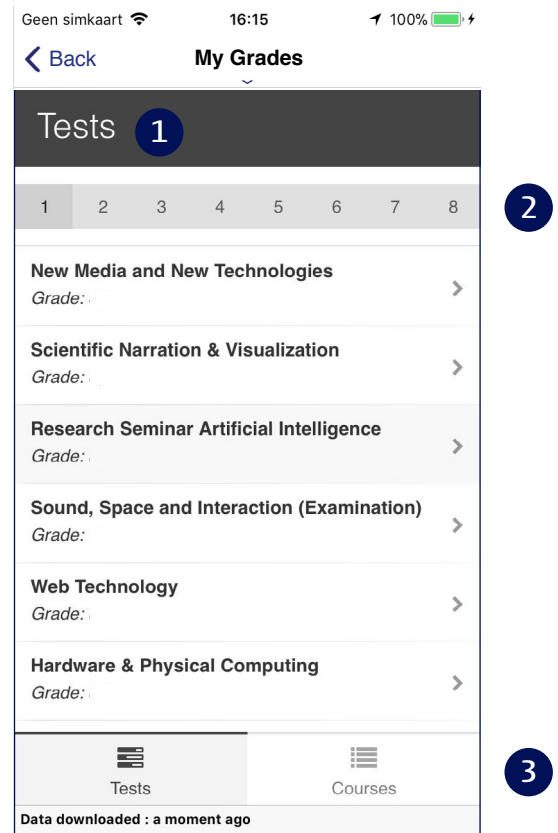 Geen simkaart 16:15 100%
Back My Grades
Tests 1
1 2 3 4 5 6 7 8 2
New Media and New Technologies
Grade:
Scientific Narration & Visualization
Grade:
Research Seminar Artificial Intelligence
Grade:
Sound, Space and Interaction (Examination)
Grade:
Web Technology
Grade:
Hardware & Physical Computing
Grade:
Tests Courses 3
Data downloaded : a moment ago